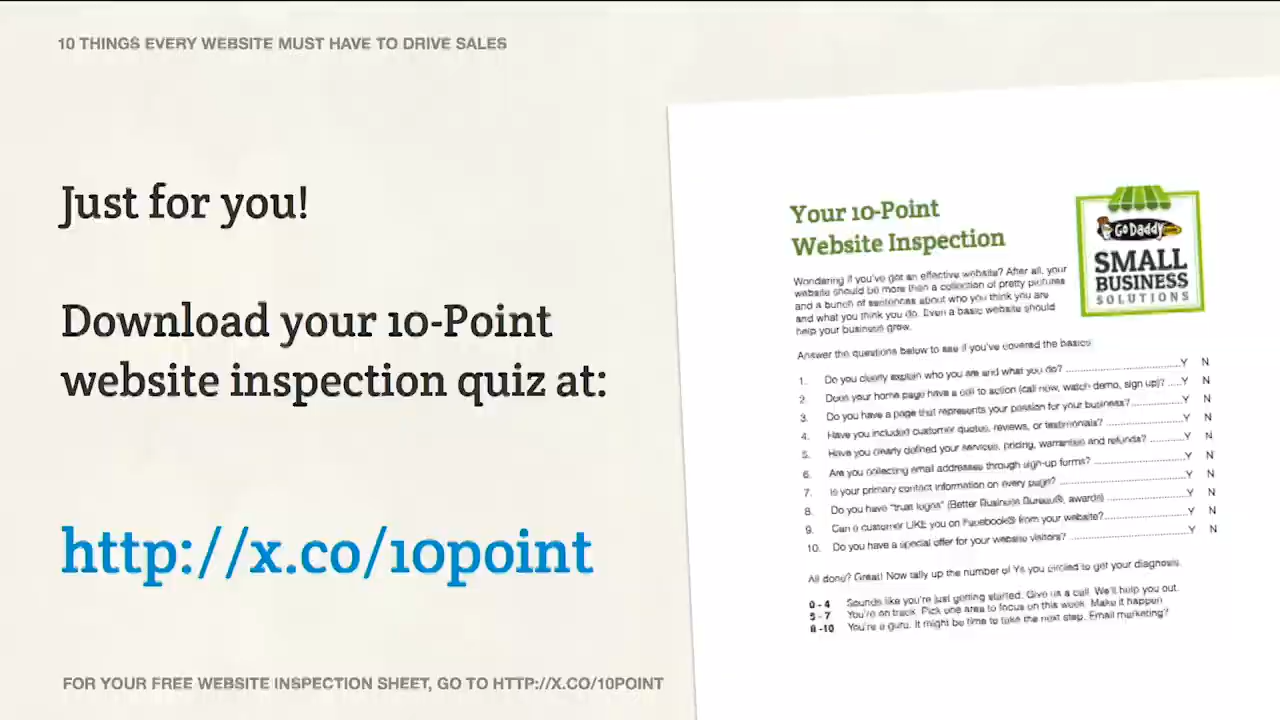 10 THINGS EVERY WEBSITE MUST HAVE TO DRIVE SALES
Just for you!
Download your 10-Point
website inspection quiz at:
http://x.co/10point
FOR YOUR FREE WEBSITE INSPECTION SHEET, GO TO HTTP://X.CO/10POINT
Your 10-Point
Website Inspection
Go Daddy
SMALL
BUSINESS
SOLUTIONS
Wondering if you've got an effective website? After all, your
website should be more than a collection of pretty pictures
and a bunch of sentences about who you think you are
and what you think you do. Even a basic website should
help your business grow.
Answer the questions below to see if you've covered the basics:
1. Do you clearly explain who you are and what you do? ..............................Y N
2. Does your home page have a call to action (call now, watch demo, sign up)? ....Y N
3. Do you have a page that represents your passion for your business?..............Y N
4. Have you included customer quotes, reviews, or testimonials? .....................Y N
5. Have you clearly defined your services, pricing, warranties and refunds? .........Y N
6. Are you collecting email addresses through sign-up forms? ........................Y N
7. Is your primary contact information on every page? ................................Y N
8. Do you have "trust logos" (Better Business Bureau®, awards) .....................Y N
9. Can a customer LIKE you on Facebook® from your website?.....................Y N
10. Do you have a special offer for your website visitors? ..............................Y N
All done? Great! Now tally up the number of Ys you circled to get your diagnosis.
0 - 4 Sounds like you're just getting started. Give us a call. We'll help you out.
5 - 7 You're on track. Pick one area to focus on this week. Make it happen
8 -10 You're a guru. It might be time to take the next step. Email marketing?